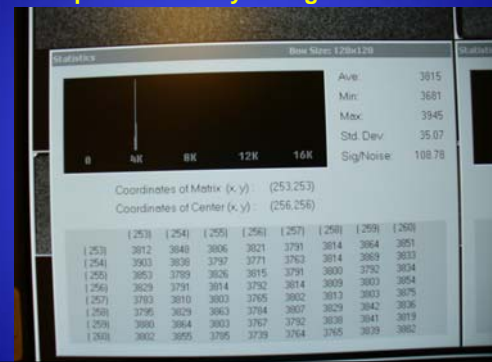 Statistics Box Size: 128x128 Statisti
Ave: 3815
Min: 3681
Max: 3945
Std. Dev: 35.07
Sig/Noise: 108.78
0 4K 8K 12K 16K
Coordinates of Matrix (x, y) : (253,253)
Coordinates of Center (x, y) : (256,256)
(253) (254) (255) (256) (257) (258) (259) (260)
(253) 3812 3848 3806 3821 3791 3814 3864 3851
(254) 3903 3838 3797 3771 3763 3814 3869 3833
(255) 3853 3789 3826 3815 3791 3800 3792 3834
(256) 3829 3791 3814 3792 3814 3809 3803 3854
(257) 3783 3810 3803 3765 3802 3813 3803 3875
(258) 3795 3829 3863 3784 3807 3829 3842 3836
(259) 3880 3864 3803 3767 3792 3838 3841 3819
(260) 3802 3855 3785 3739 3764 3765 3839 3882